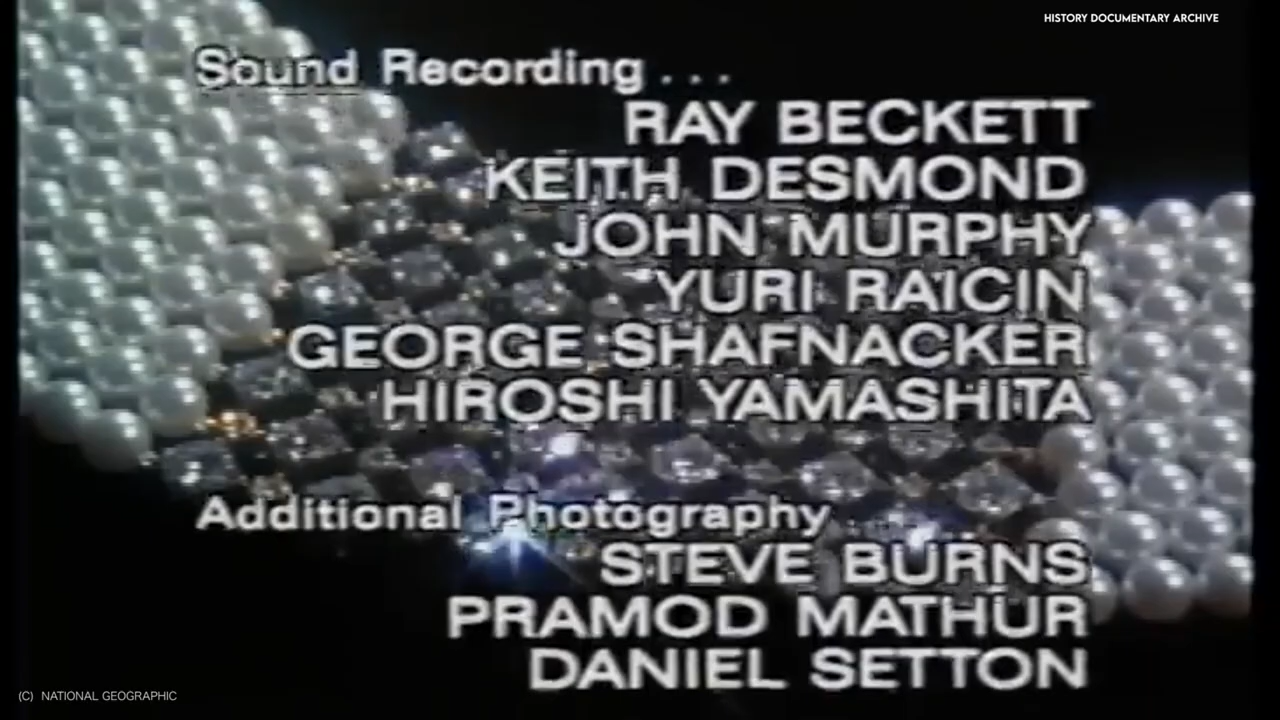 HISTORY DOCUMENTARY ARCHIVE
Sound Recording...
RAY BECKETT
KEITH DESMOND
JOHN MURPHY
YURI RAICIN
GEORGE SHAFNACKER
HIROSHI YAMASHITA
Additional Photography...
STEVE BURNS
PRAMOD MATHUR
DANIEL SETTON
(C) NATIONAL GEOGRAPHIC